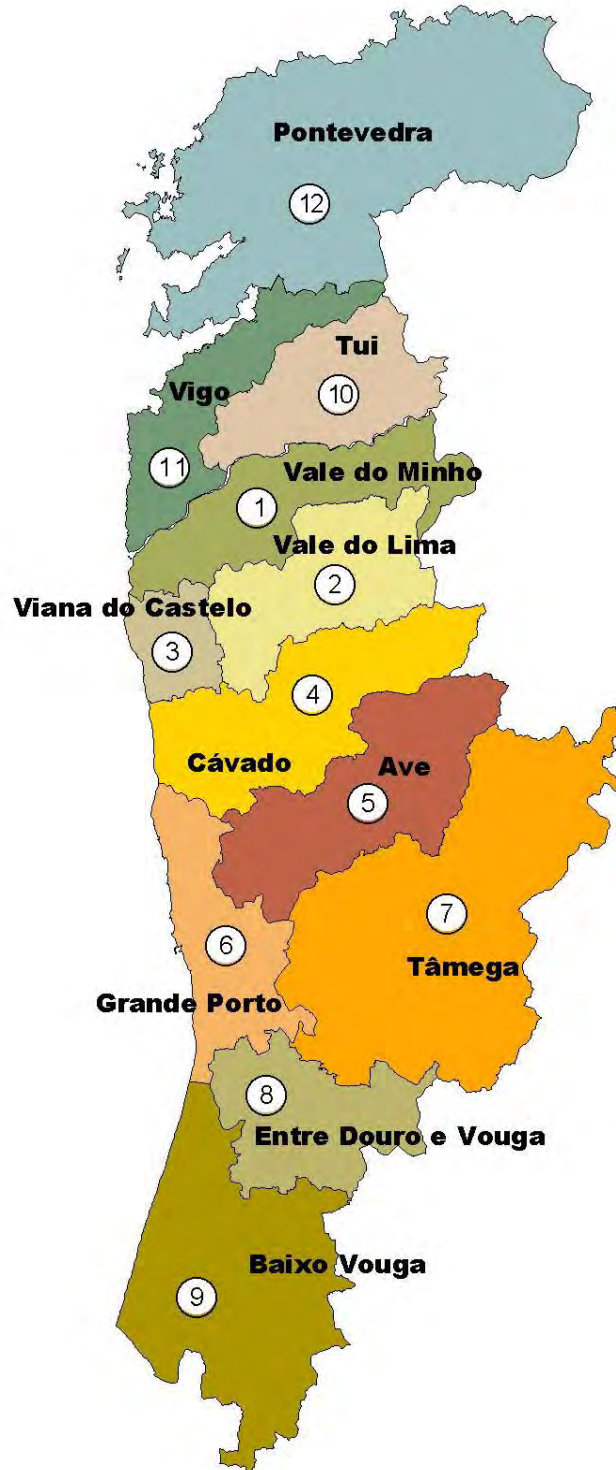 Pontevedra
12
Tui
Vigo
10
11
Vale do Minho
1
Vale do Lima
2
Viana do Castelo
3
4
Cávado
Ave
5
7
6
Tâmega
Grande Porto
8
Entre Douro e Vouga
Baixo Vouga
9